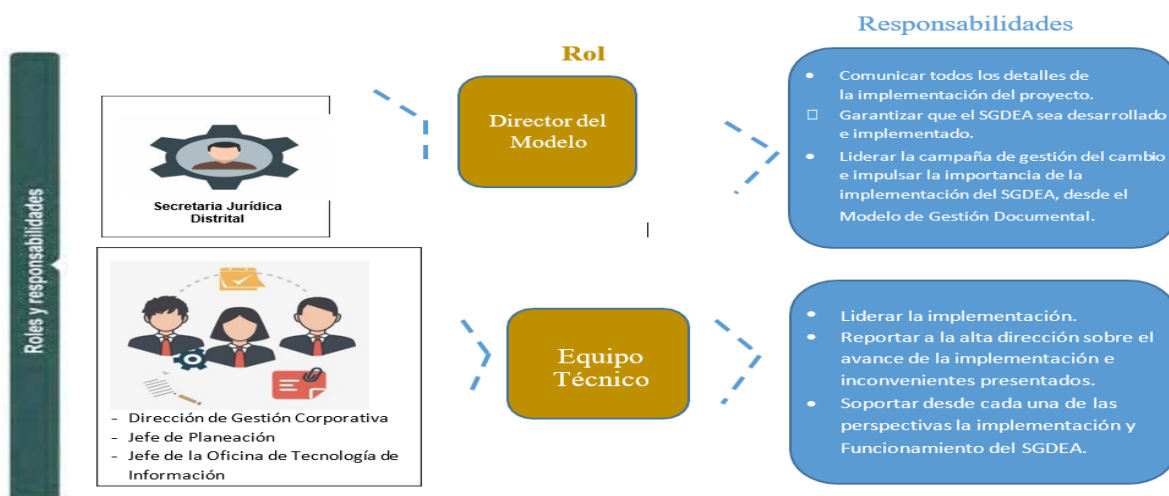 Roles y responsabilidades
Rol
Responsabilidades
Secretaria Jurídica
Distrital
Director del
Modelo
• Comunicar todos los detalles de
la implementación del proyecto.
□ Garantizar que el SGDEA sea desarrollado
e implementado.
• Liderar la campaña de gestión del cambio
e impulsar la importancia de la
implementación del SGDEA, desde el
Modelo de Gestión Documental.
- Dirección de Gestión Corporativa
- Jefe de Planeación
- Jefe de la Oficina de Tecnología de
Información
Equipo
Técnico
• Liderar la implementación.
• Reportar a la alta dirección sobre el
avance de la implementación e
inconvenientes presentados.
• Soportar desde cada una de las
perspectivas la implementación y
Funcionamiento del SGDEA.